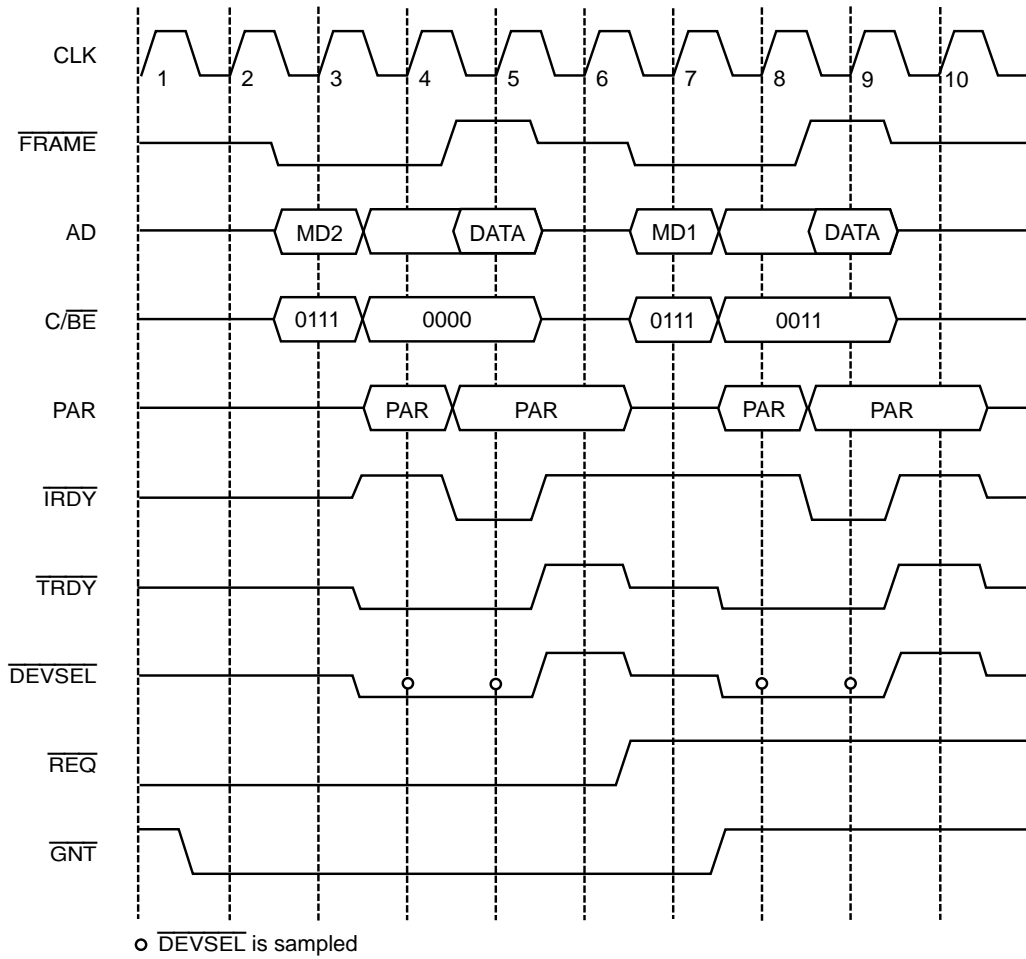 CLK
1 2 3 4 5 6 7 8 9 10
FRAME
AD
MD2 DATA MD1 DATA
C/BE
0111 0000 0111 0011
PAR
PAR PAR PAR PAR
IRDY
TRDY
DEVSEL
REQ
GNT
DEVSEL is sampled